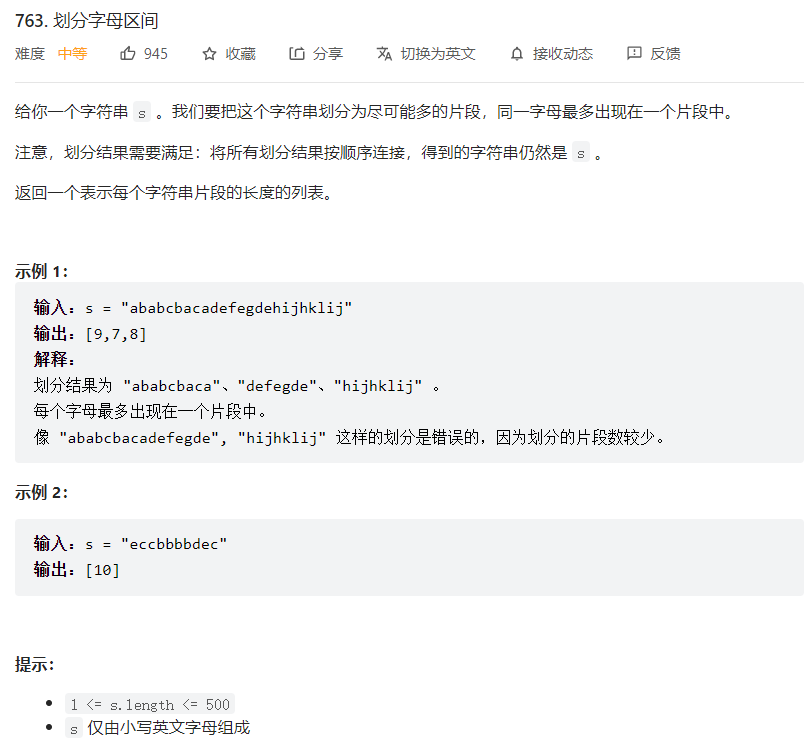 763. 划分字母区间
难度 中等 945 收藏 分享 切换为英文 接收动态 反馈
给你一个字符串 s 。我们要把这个字符串划分为尽可能多的片段，同一字母最多出现在一个片段中。
注意，划分结果需要满足：将所有划分结果按顺序连接，得到的字符串仍然是 s 。
返回一个表示每个字符串片段的长度的列表。
示例 1：
输入：s = "ababcbacadefegdehijhklij"
输出：[9,7,8]
解释：
划分结果为 "ababcbaca"、"defegde"、"hijhklij" 。
每个字母最多出现在一个片段中。
像 "ababcbacadefegde", "hijhklij" 这样的划分是错误的，因为划分的片段数较少。
示例 2：
输入：s = "eccbbbbdec"
输出：[10]
提示：
• 1 <= s.length <= 500
• s 仅由小写英文字母组成